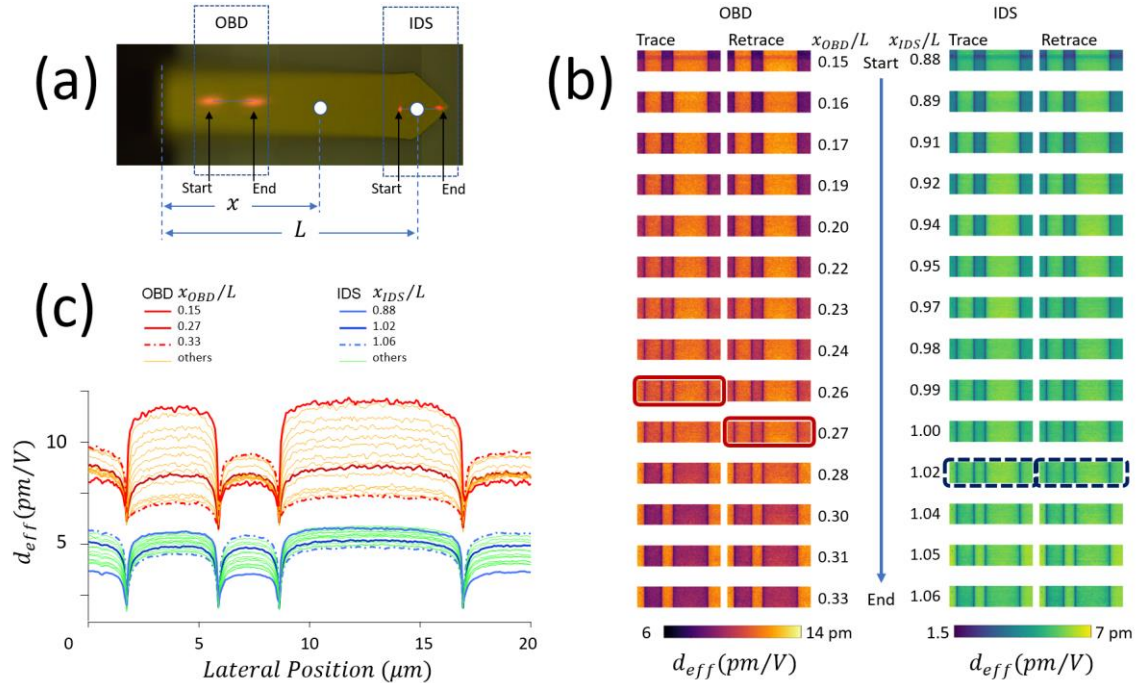 (a)
OBD
IDS
Start
End
Start
End
x
L
(b)
OBD
IDS
Trace
Retrace
x_OBD/L
x_IDS/L
Trace
Retrace
0.15 Start 0.88
0.16 0.89
0.17 0.91
0.19 0.92
0.20 0.94
0.22 0.95
0.23 0.97
0.24 0.98
0.26 0.99
0.27 1.00
0.28 1.02
0.30 1.04
0.31 1.05
0.33 End 1.06
6 14 pm
d_eff(pm/V)
1.5 7 pm
d_eff(pm/V)
(c)
OBD x_OBD/L
0.15
0.27
0.33
others
IDS x_IDS/L
0.88
1.02
1.06
others
d_eff(pm/V)
10
5
0 5 10 15 20
Lateral Position (μm)